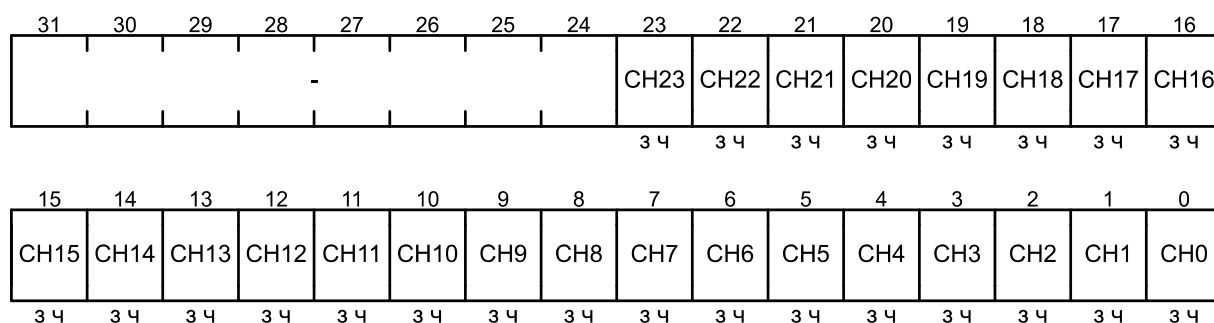 31 30 29 28 27 26 25 24 23 22 21 20 19 18 17 16
- CH23 CH22 CH21 CH20 CH19 CH18 CH17 CH16
з ч з ч з ч з ч з ч з ч з ч з ч
15 14 13 12 11 10 9 8 7 6 5 4 3 2 1 0
CH15 CH14 CH13 CH12 CH11 CH10 CH9 CH8 CH7 CH6 CH5 CH4 CH3 CH2 CH1 CH0
з ч з ч з ч з ч з ч з ч з ч з ч з ч з ч з ч з ч з ч з ч з ч з ч